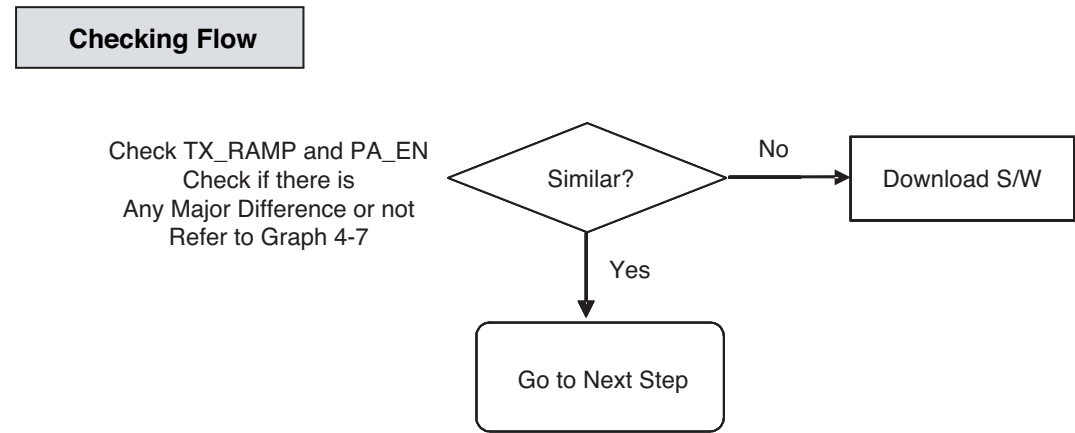 Checking Flow
Check TX_RAMP and PA_EN
Check if there is
Any Major Difference or not
Refer to Graph 4-7
Similar?
No
Download S/W
Yes
Go to Next Step